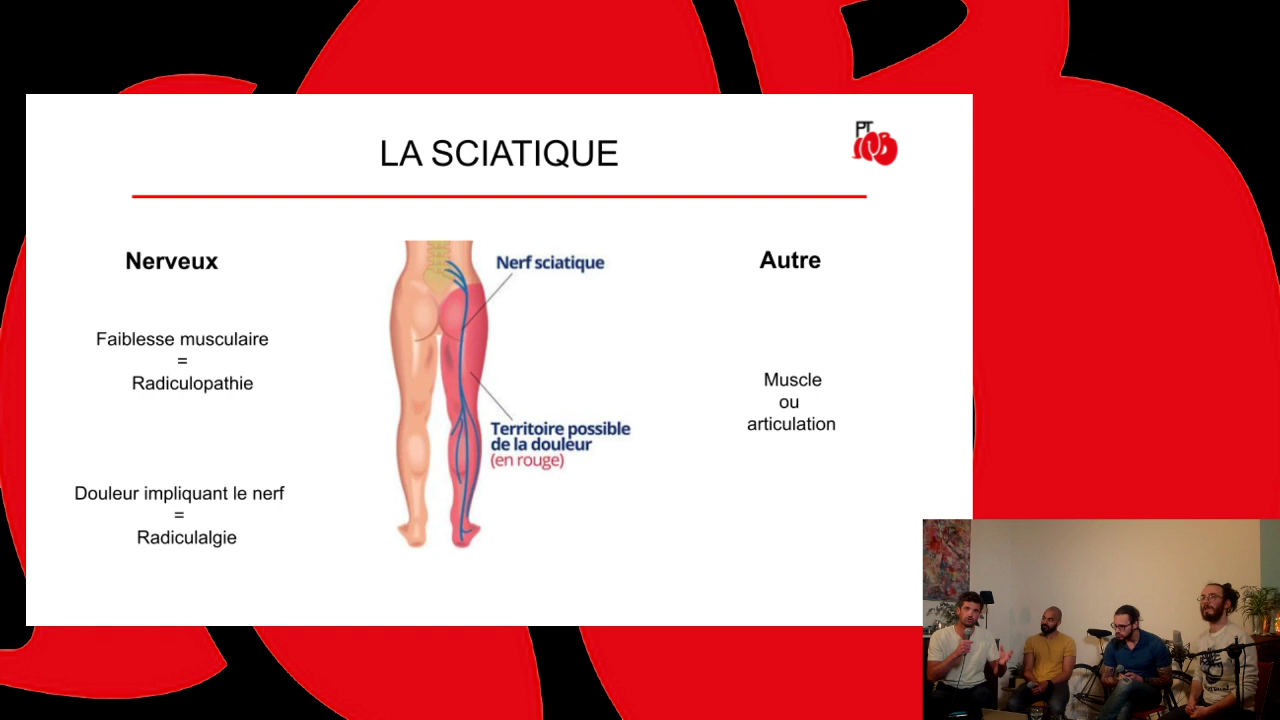 LA SCIATIQUE
PT
Nerveux
Faiblesse musculaire
=
Radiculopathie
Douleur impliquant le nerf
=
Radiculalgie
Nerf sciatique
Territoire possible
de la douleur
(en rouge)
Autre
Muscle
ou
articulation